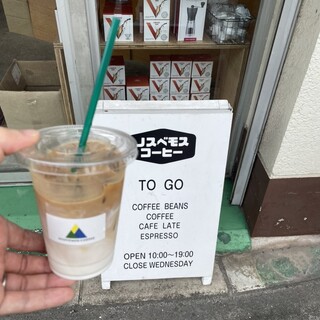 ノスベモス
コーヒー
TO GO
COFFEE BEANS
COFFEE
CAFE LATE
ESPRESSO
OPEN 10:00〜19:00
CLOSE WEDNESDAY